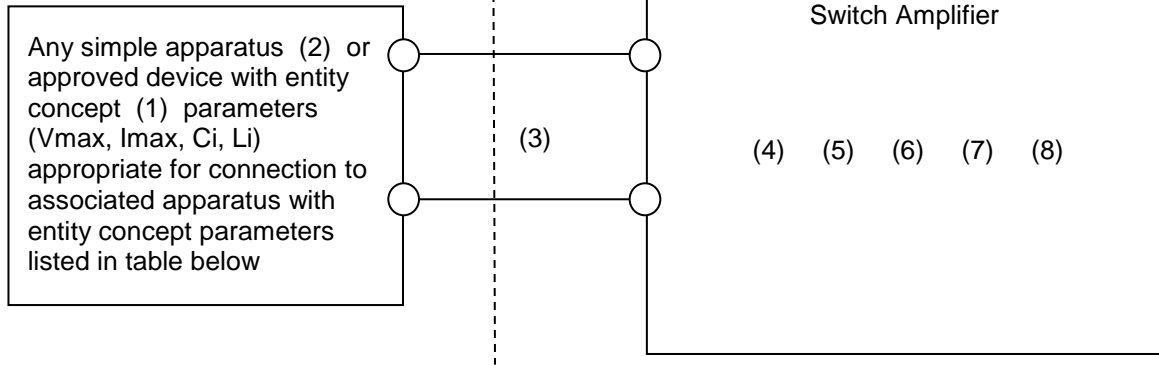 Switch Amplifier
Any simple apparatus (2) or
approved device with entity
concept (1) parameters
(Vmax, Imax, Ci, Li)
appropriate for connection to
associated apparatus with
entity concept parameters
listed in table below
(3)
(4) (5) (6) (7) (8)